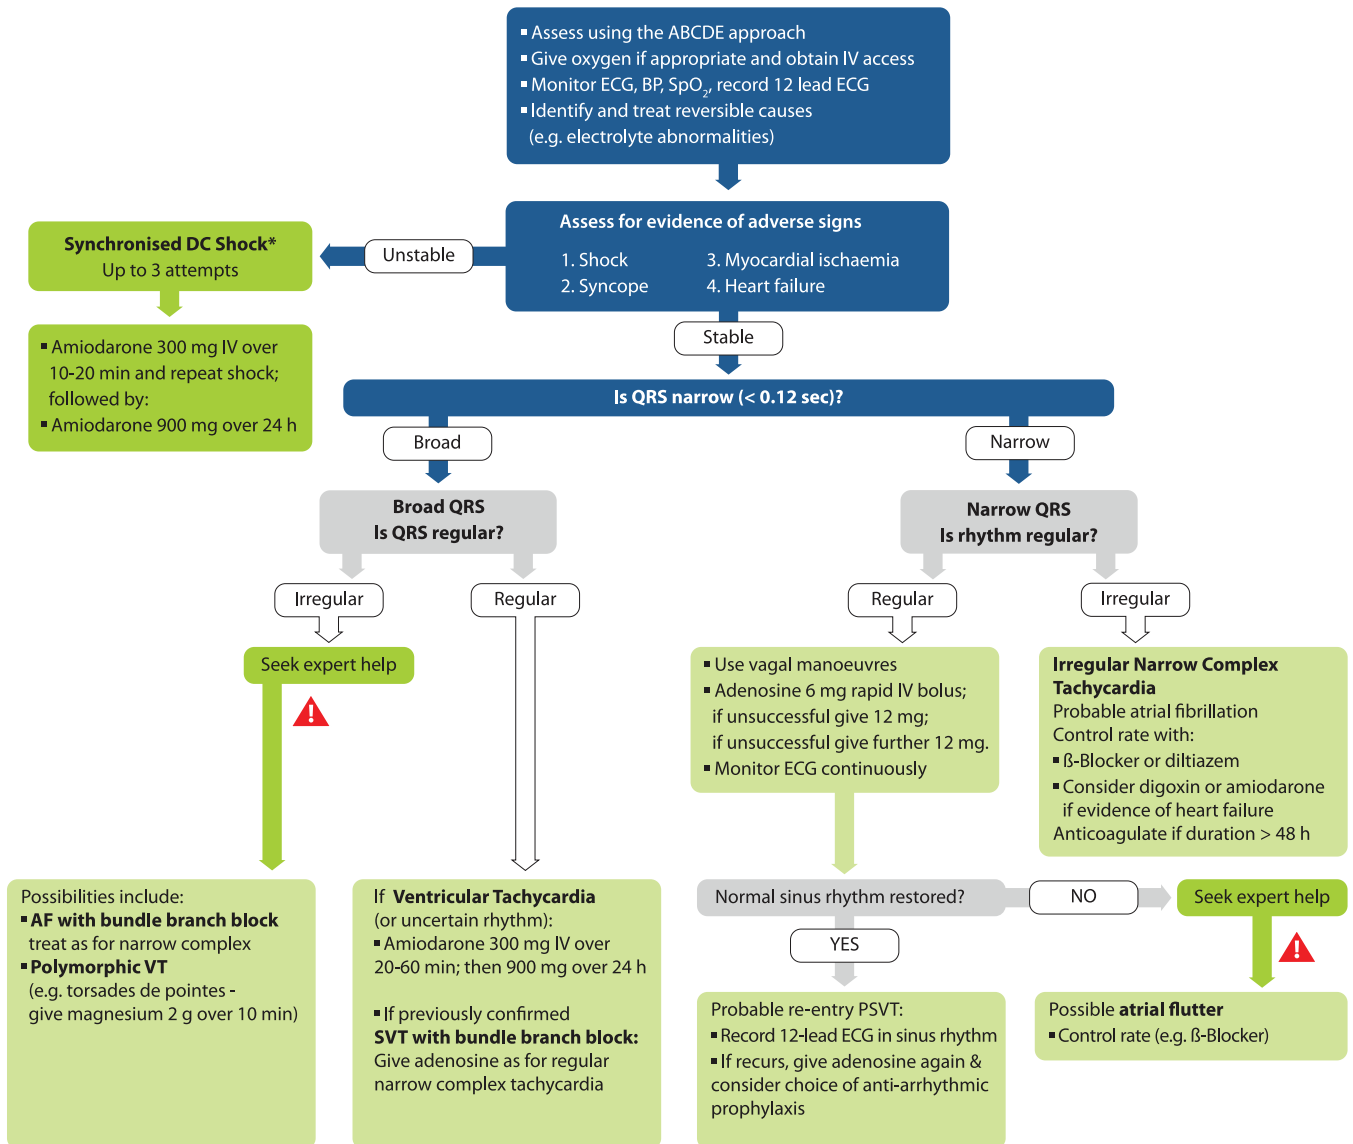 ▪ Assess using the ABCDE approach
▪ Give oxygen if appropriate and obtain IV access
▪ Monitor ECG, BP, SpO₂, record 12 lead ECG
▪ Identify and treat reversible causes
(e.g. electrolyte abnormalities)
Assess for evidence of adverse signs
1. Shock 3. Myocardial ischaemia
2. Syncope 4. Heart failure
Unstable
Synchronised DC Shock*
Up to 3 attempts
▪ Amiodarone 300 mg IV over
10-20 min and repeat shock;
followed by:
▪ Amiodarone 900 mg over 24 h
Stable
Is QRS narrow (< 0.12 sec)?
Broad
Narrow
Broad QRS
Is QRS regular?
Narrow QRS
Is rhythm regular?
Irregular
Regular
Regular
Irregular
Seek expert help
!
▪ Use vagal manoeuvres
▪ Adenosine 6 mg rapid IV bolus;
if unsuccessful give 12 mg;
if unsuccessful give further 12 mg.
▪ Monitor ECG continuously
Irregular Narrow Complex
Tachycardia
Probable atrial fibrillation
Control rate with:
▪ ß-Blocker or diltiazem
▪ Consider digoxin or amiodarone
if evidence of heart failure
Anticoagulate if duration > 48 h
Possibilities include:
▪ AF with bundle branch block
treat as for narrow complex
▪ Polymorphic VT
(e.g. torsades de pointes -
give magnesium 2 g over 10 min)
If Ventricular Tachycardia
(or uncertain rhythm):
▪ Amiodarone 300 mg IV over
20-60 min; then 900 mg over 24 h
▪ If previously confirmed
SVT with bundle branch block:
Give adenosine as for regular
narrow complex tachycardia
Normal sinus rhythm restored?
NO
Seek expert help
!
YES
Probable re-entry PSVT:
▪ Record 12-lead ECG in sinus rhythm
▪ If recurs, give adenosine again &
consider choice of anti-arrhythmic
prophylaxis
Possible atrial flutter
▪ Control rate (e.g. ß-Blocker)